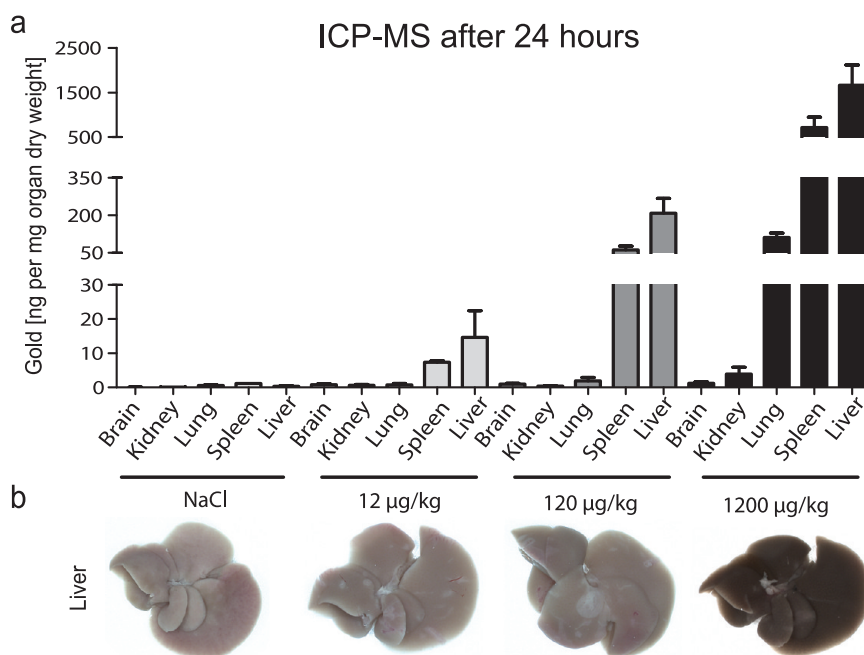 a
ICP-MS after 24 hours
Gold [ng per mg organ dry weight]
2500
1500
500
350
200
50
30
20
10
0
Brain
Kidney
Lung
Spleen
Liver
Brain
Kidney
Lung
Spleen
Liver
Brain
Kidney
Lung
Spleen
Liver
Brain
Kidney
Lung
Spleen
Liver
NaCl
12 µg/kg
120 µg/kg
1200 µg/kg
b
Liver